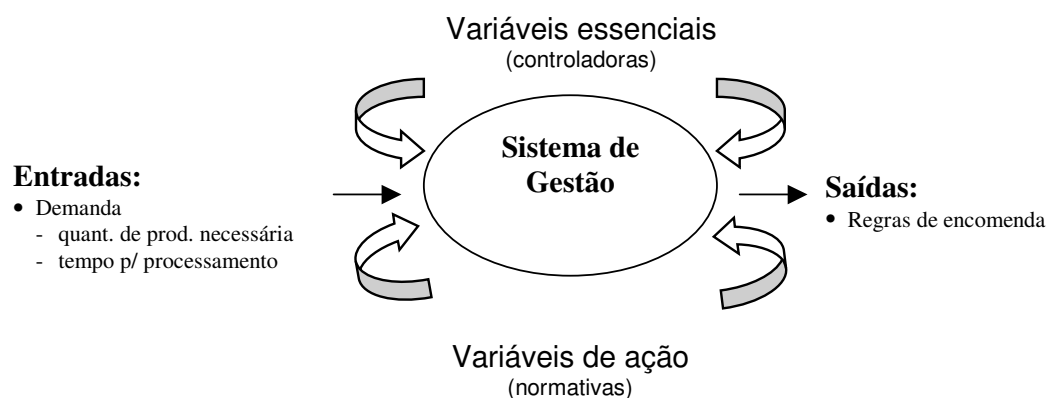 Variáveis essenciais
(controladoras)
Sistema de
Gestão
Entradas:
• Demanda
- quant. de prod. necessária
- tempo p/ processamento
Saídas:
• Regras de encomenda
Variáveis de ação
(normativas)